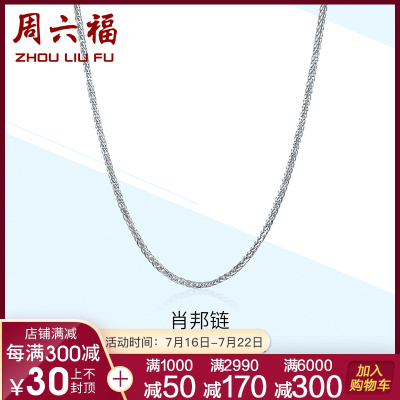 周六福
ZHOU LIU FU
肖邦链
店铺满减
每满300减
¥30上不封顶
活动时间：7月16日-7月22日
+
满1000减50
满2990减170
满6000减300
加入购物车